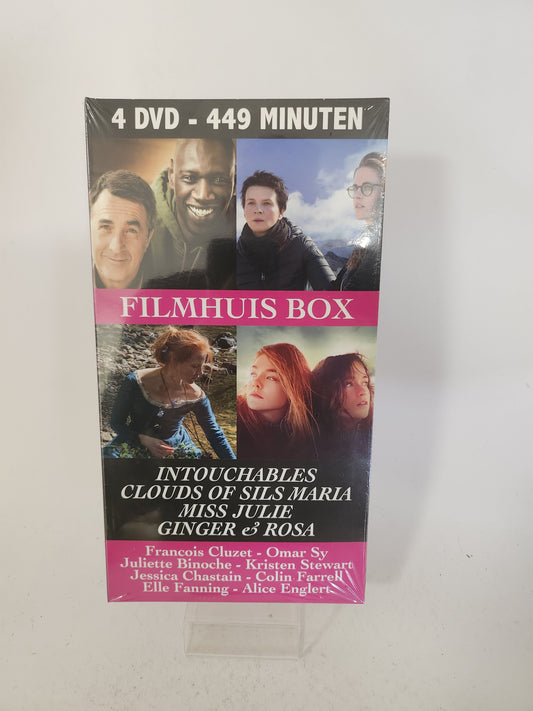 4 DVD - 449 MINUTEN
FILMHUIS BOX
INTOUCHABLES
CLOUDS OF SILS MARIA
MISS JULIE
GINGER & ROSA
Francois Cluzet - Omar Sy
Juliette Binoche - Kristen Stewart
Jessica Chastain - Colin Farrell
Elle Fanning - Alice Englert